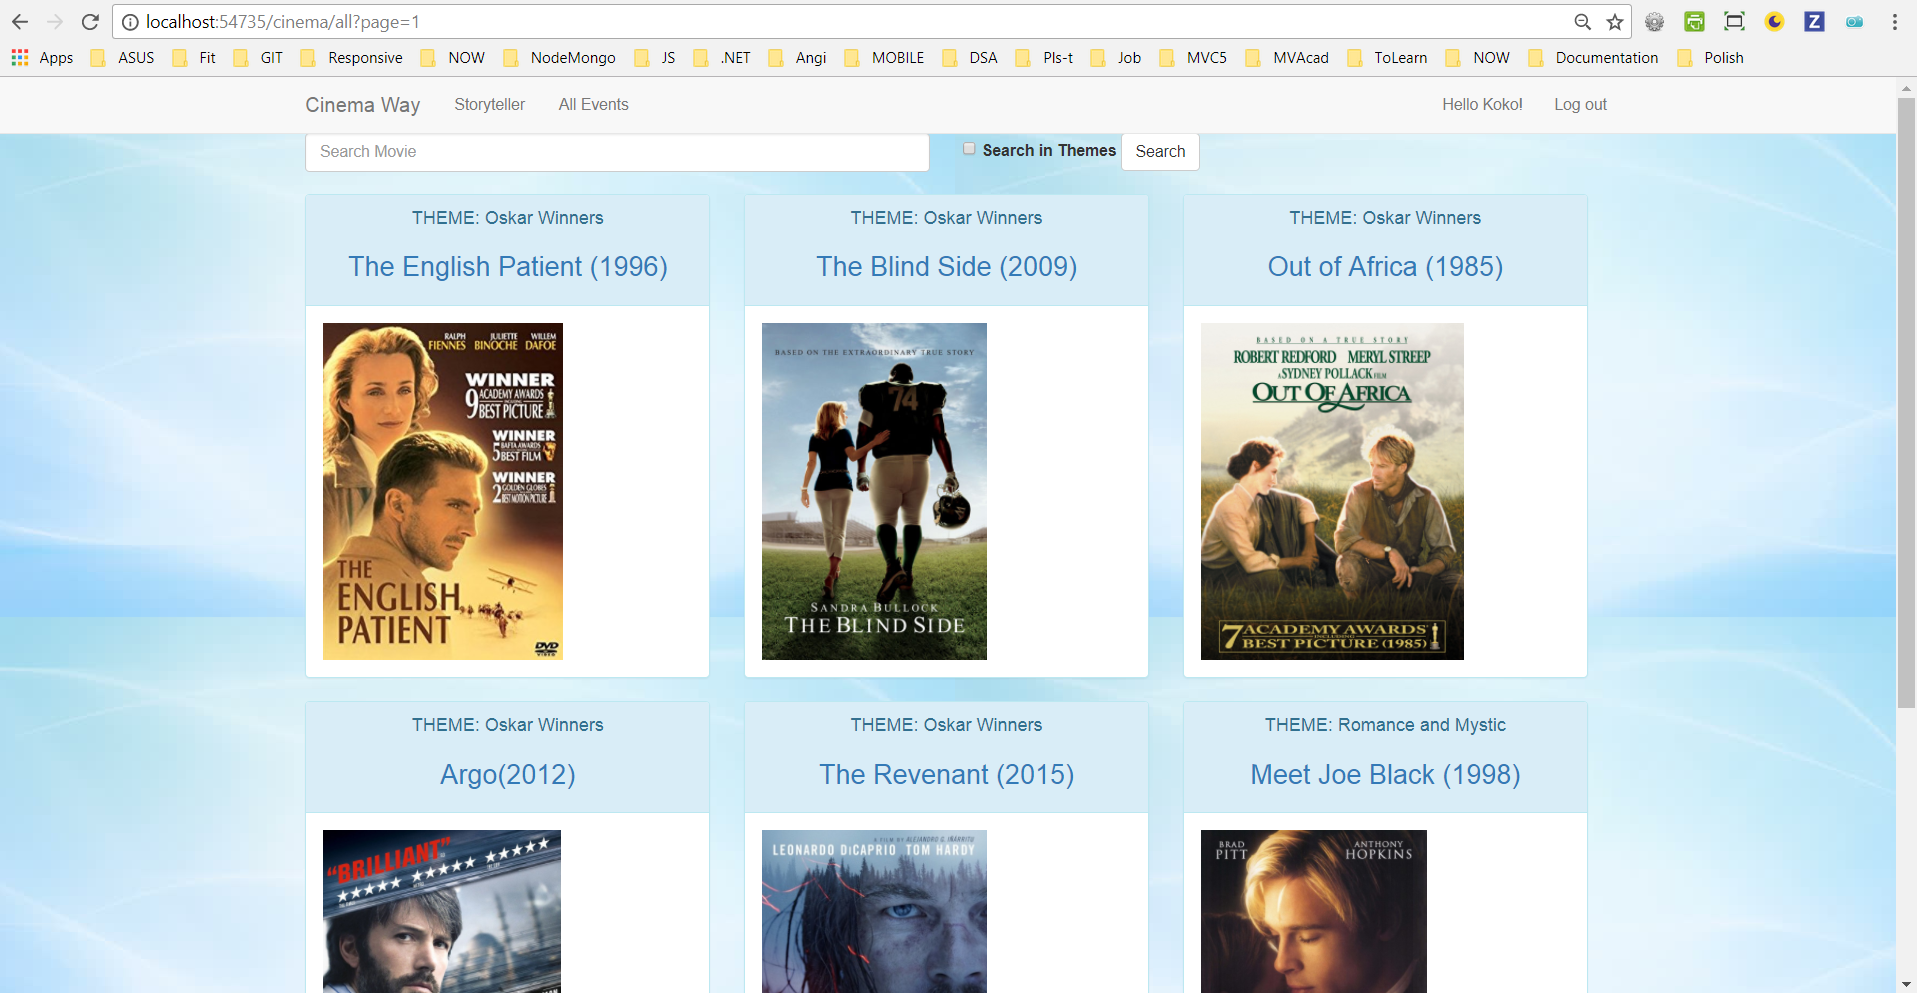 localhost:54735/cinema/all?page=1
Apps ASUS Fit GIT Responsive NOW NodeMongo JS .NET Angi MOBILE DSA Pls-t Job MVC5 MVAcad ToLearn NOW Documentation Polish
Cinema Way Storyteller All Events Hello Koko! Log out
Search Movie Search in Themes Search
THEME: Oskar Winners
The English Patient (1996)
RALPH JULIETTE WILLEM
FIENNES BINOCHE DAFOE
WINNER
9 ACADEMY AWARDS
INCLUDING
BEST PICTURE
WINNER
5 BAFTA AWARDS
BEST FILM
WINNER
2 GOLDEN GLOBES
BEST MOTION PICTURE
THE
ENGLISH
PATIENT
DVD
VIDEO
THEME: Oskar Winners
The Blind Side (2009)
BASED ON THE EXTRAORDINARY TRUE STORY
74
SANDRA BULLOCK
THE BLIND SIDE
THEME: Oskar Winners
Out of Africa (1985)
BASED ON A TRUE STORY
ROBERT REDFORD MERYL STREEP
A SYDNEY POLLACK FILM
OUT OF AFRICA
7 ACADEMY AWARDS
INCLUDING
BEST PICTURE (1985)
THEME: Oskar Winners
Argo(2012)
"BRILLIANT"
THEME: Oskar Winners
The Revenant (2015)
A FILM BY ALEJANDRO G. IÑÁRRITU
LEONARDO DiCAPRIO TOM HARDY
THEME: Romance and Mystic
Meet Joe Black (1998)
BRAD ANTHONY
PITT HOPKINS